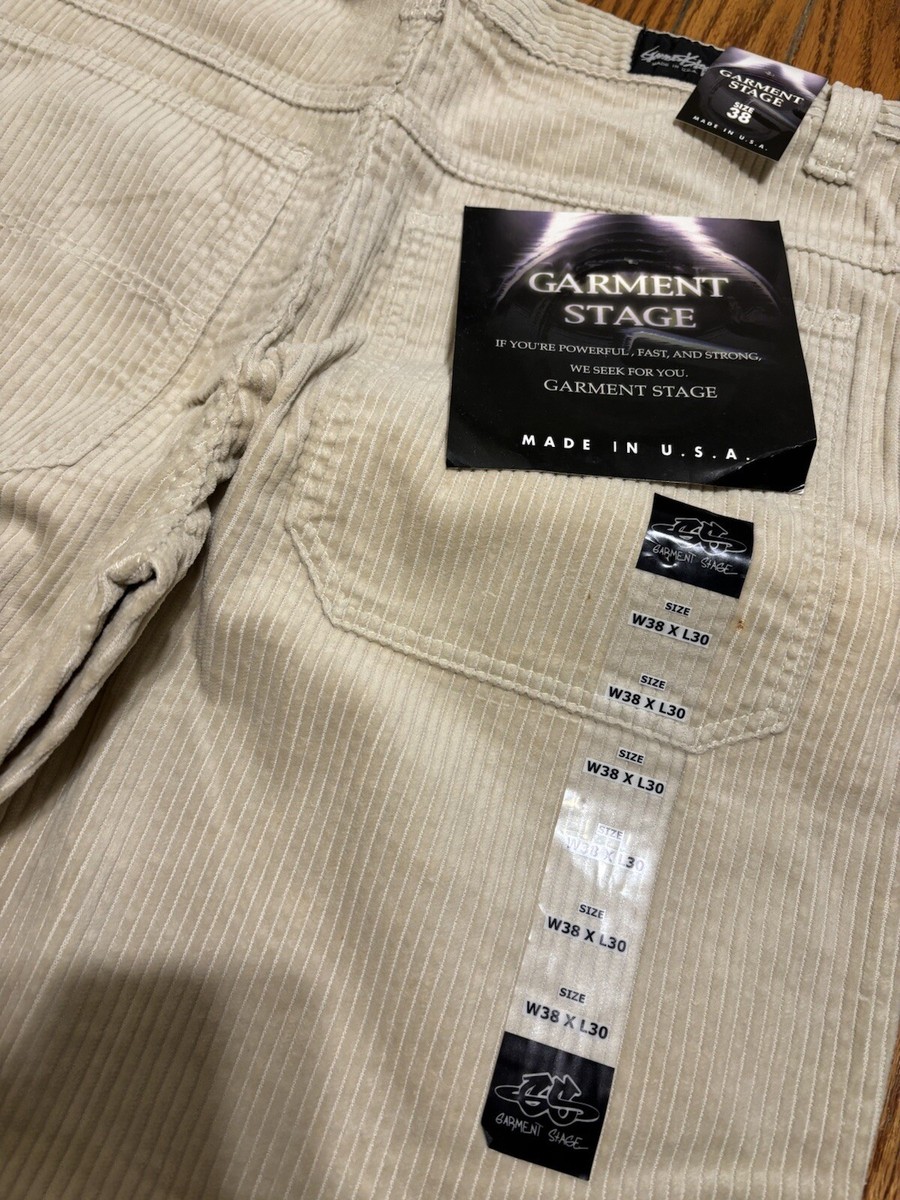 MADE IN U.S.A.
GARMENT
STAGE
SIZE
38
MADE IN U.S.A.
GARMENT
STAGE
IF YOU'RE POWERFUL, FAST, AND STRONG,
WE SEEK FOR YOU.
GARMENT STAGE
MADE IN U.S.A.
GARMENT STAGE
SIZE
W38 X L30
SIZE
W38 X L30
SIZE
W38 X L30
SIZE
W38 X L30
SIZE
W38 X L30
SIZE
W38 X L30
GARMENT STAGE